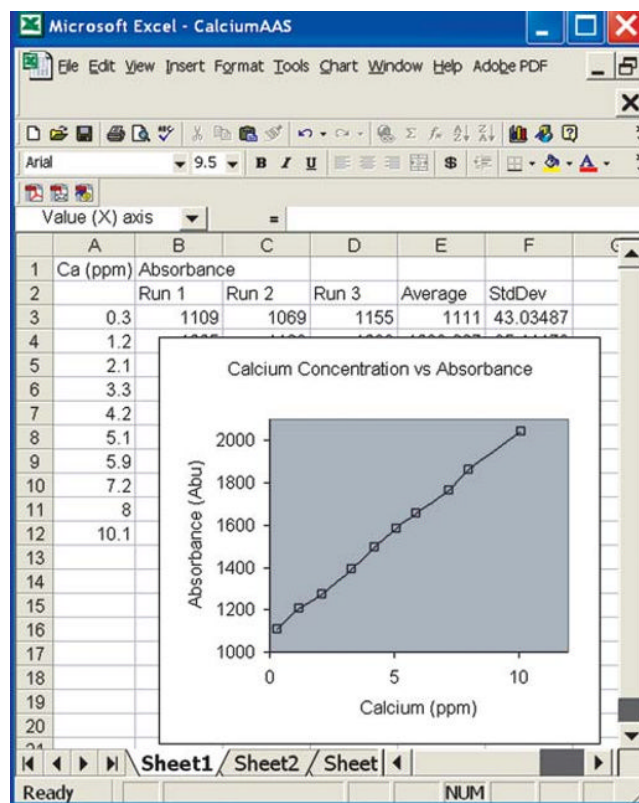 Microsoft Excel - CalciumAAS
File Edit View Insert Format Tools Chart Window Help Adobe PDF
Arial 9.5 B I U $ A
Value (X) axis =
A B C D E F
1 Ca (ppm) Absorbance
2 Run 1 Run 2 Run 3 Average StdDev
3 0.3 1109 1069 1155 1111 43.03487
4 1.2
5 2.1
6 3.3
7 4.2
8 5.1
9 5.9
10 7.2
11 8
12 10.1
13
14
15
16
17
18
19
20
Calcium Concentration vs Absorbance
Absorbance (Abu)
2000
1800
1600
1400
1200
1000
0 5 10
Calcium (ppm)
Sheet1 Sheet2 Sheet
Ready NUM